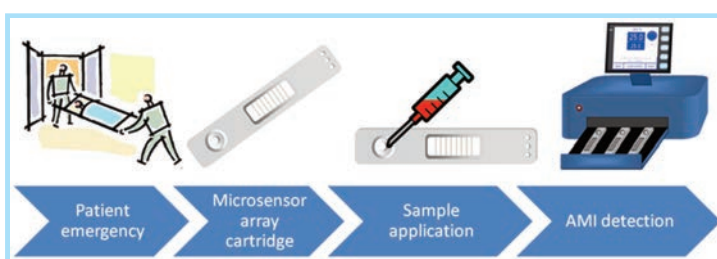 Patient
emergency
Microsensor
array
cartridge
Sample
application
AMI detection